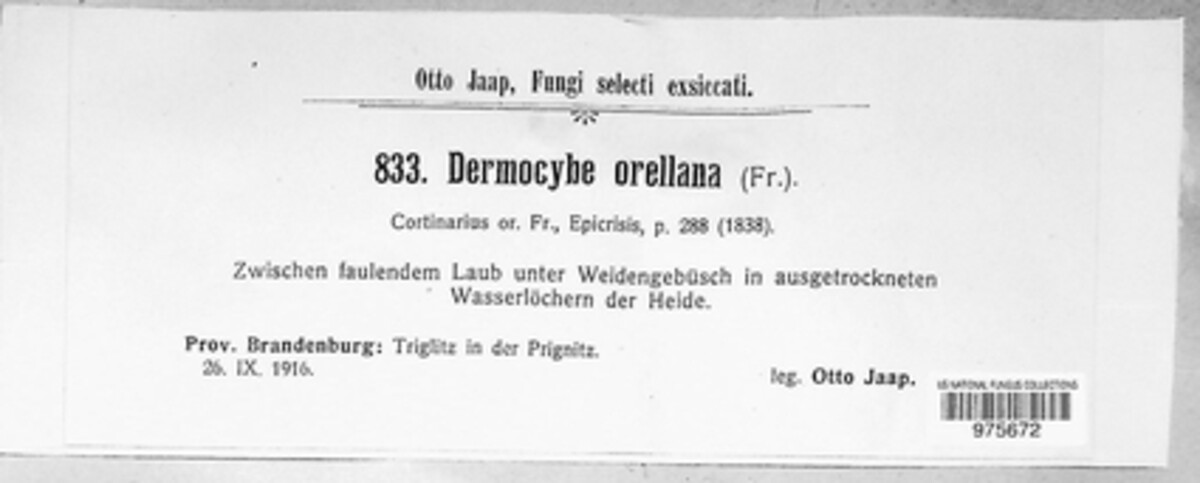 Otto Jaap, Fungi selecti exsiccati.
833. Dermocybe orellana (Fr.).
Cortinarius or. Fr., Epicrisis, p. 288 (1838).
Zwischen faulendem Laub unter Weidengebüsch in ausgetrockneten
Wasserlöchern der Heide.
Prov. Brandenburg: Triglitz in der Prignitz.
26. IX. 1916.
leg. Otto Jaap.
US NATIONAL FUNGUS COLLECTIONS
975672